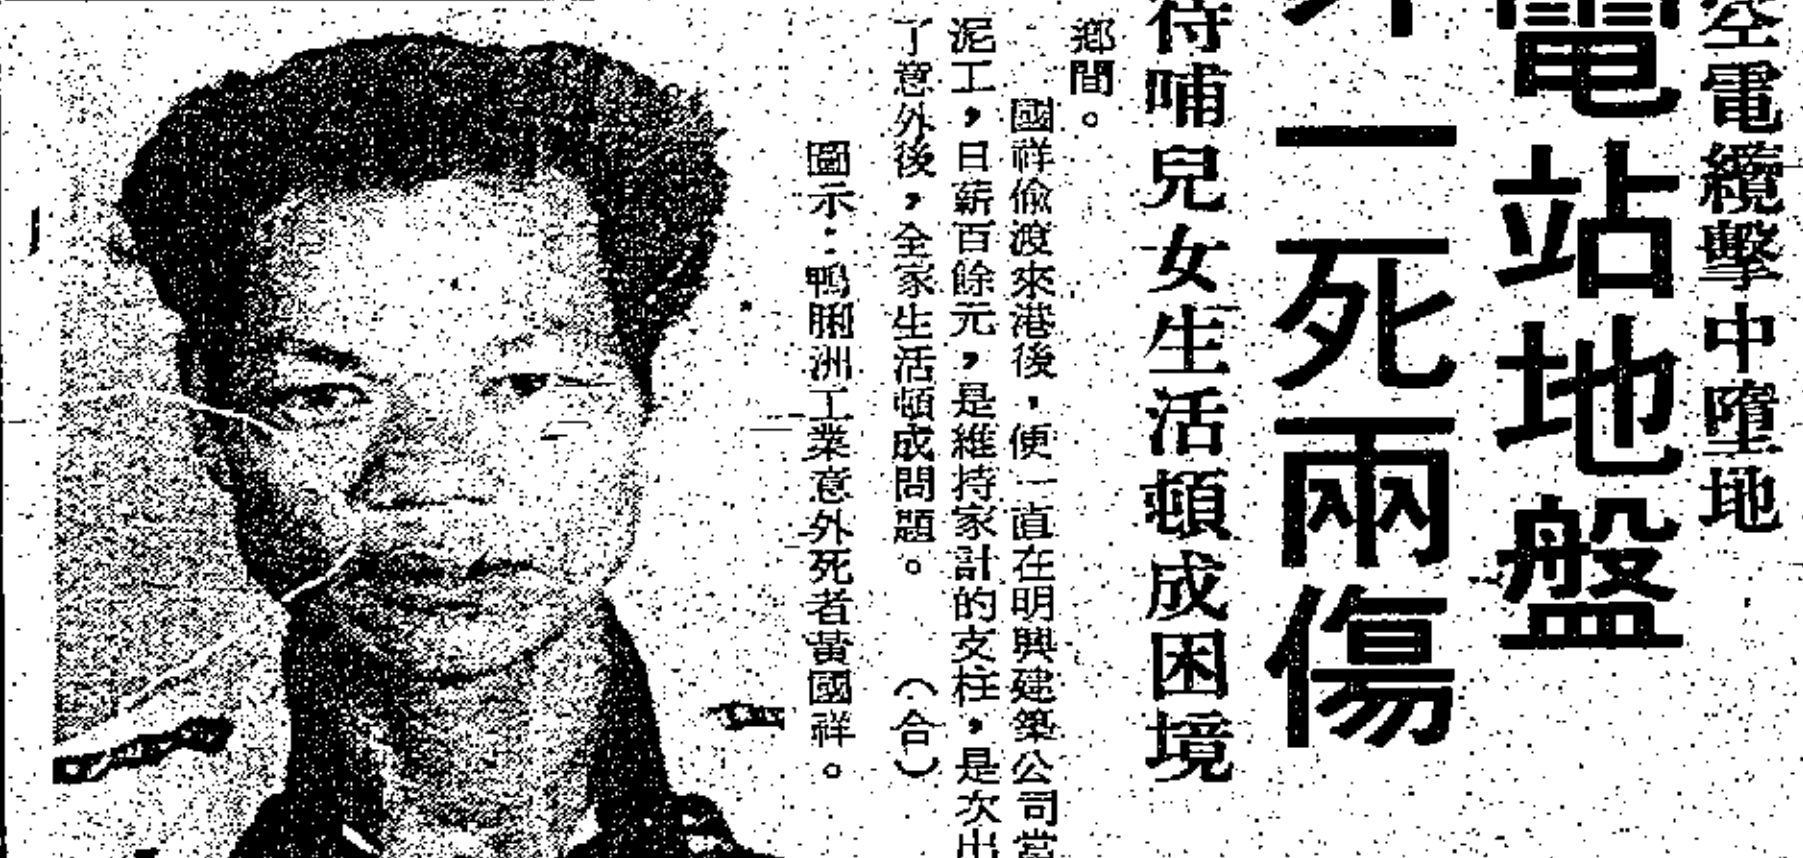 空電纜擊中墮地
電站地盤
一死兩傷
待哺兒女生活頓成困境
鄉間。
國祥偷渡來港後，便一直在明興建築公司當
泥工，日薪百餘元，是維持家計的支柱，是次出
了意外後，全家生活頓成問題。（合）
圖示：鴨脷洲工業意外死者黃國祥。